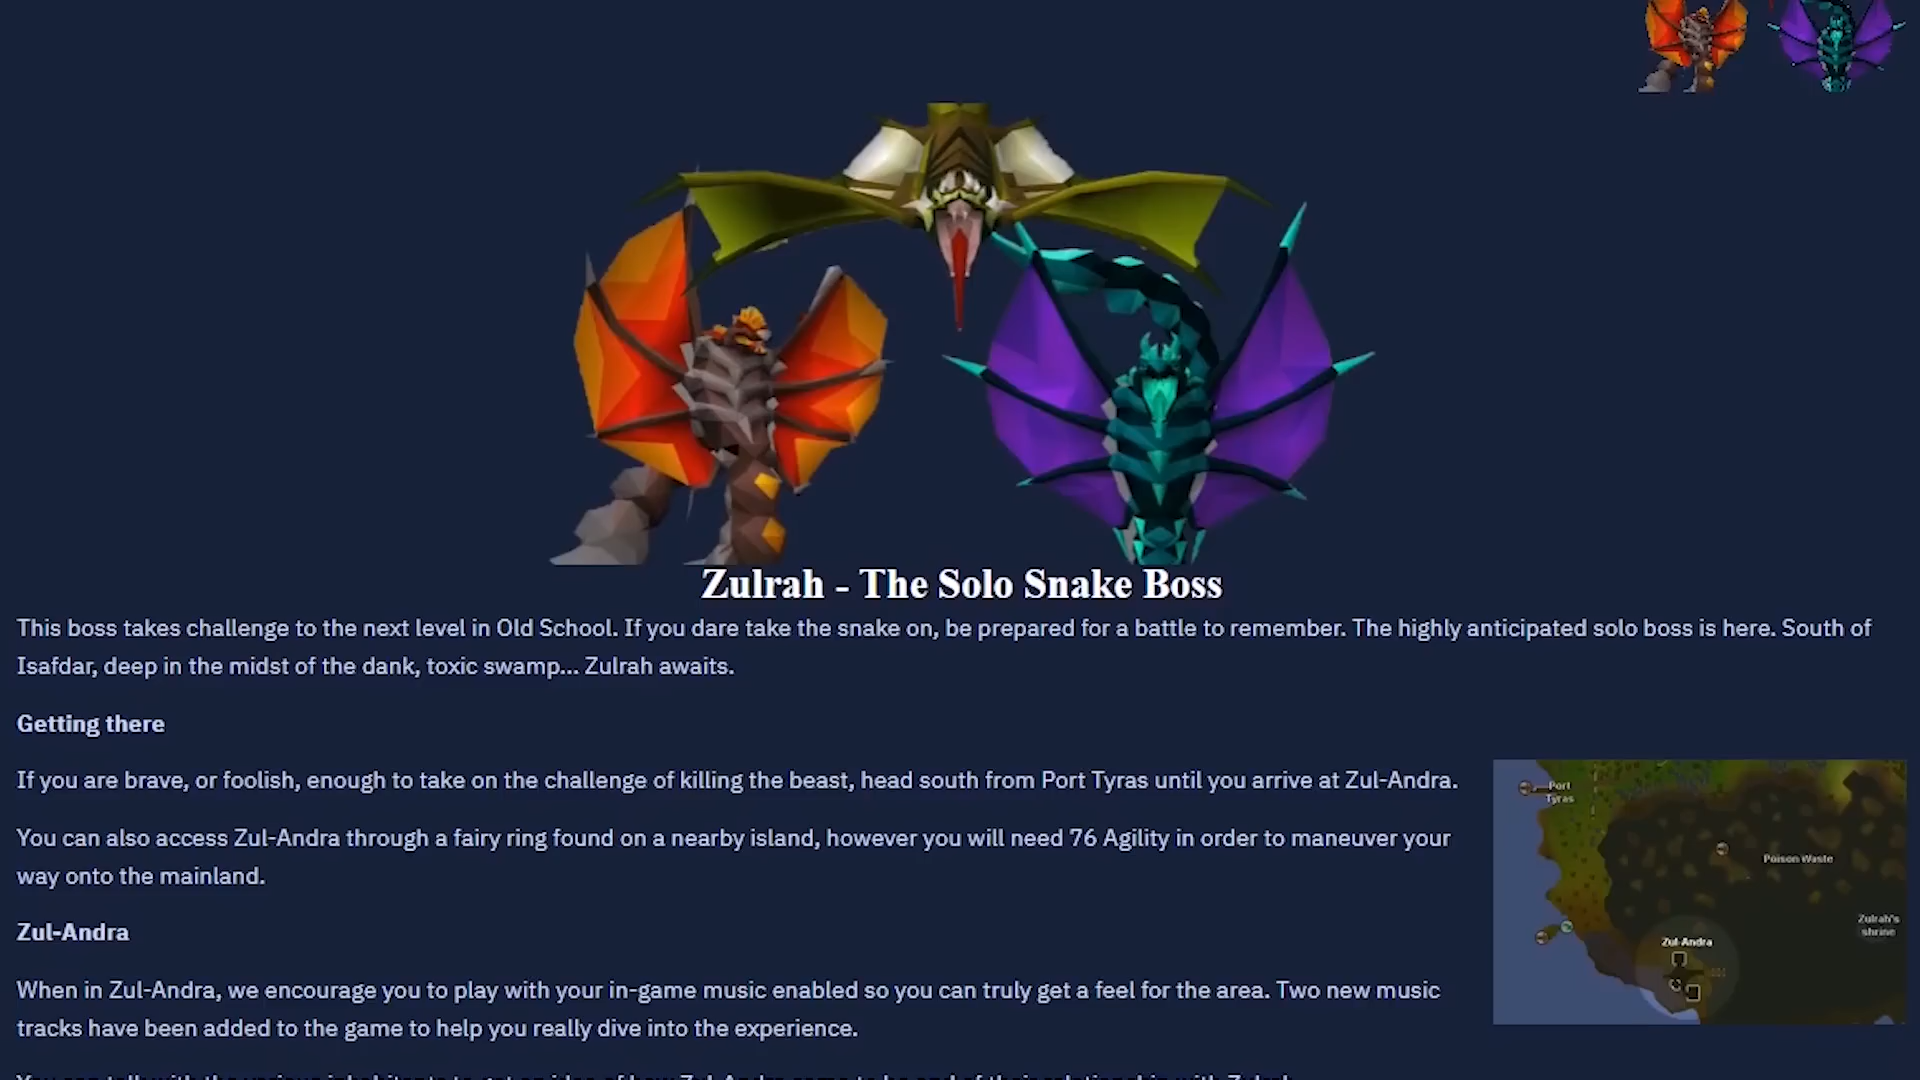 Zulrah - The Solo Snake Boss
This boss takes challenge to the next level in Old School. If you dare take the snake on, be prepared for a battle to remember. The highly anticipated solo boss is here. South of
Isafdar, deep in the midst of the dank, toxic swamp... Zulrah awaits.
Getting there
If you are brave, or foolish, enough to take on the challenge of killing the beast, head south from Port Tyras until you arrive at Zul-Andra.
You can also access Zul-Andra through a fairy ring found on a nearby island, however you will need 76 Agility in order to maneuver your
way onto the mainland.
Port
Tyras
Poison Waste
Zulrah's
shrine
Zul-Andra
Zul-Andra
When in Zul-Andra, we encourage you to play with your in-game music enabled so you can truly get a feel for the area. Two new music
tracks have been added to the game to help you really dive into the experience.